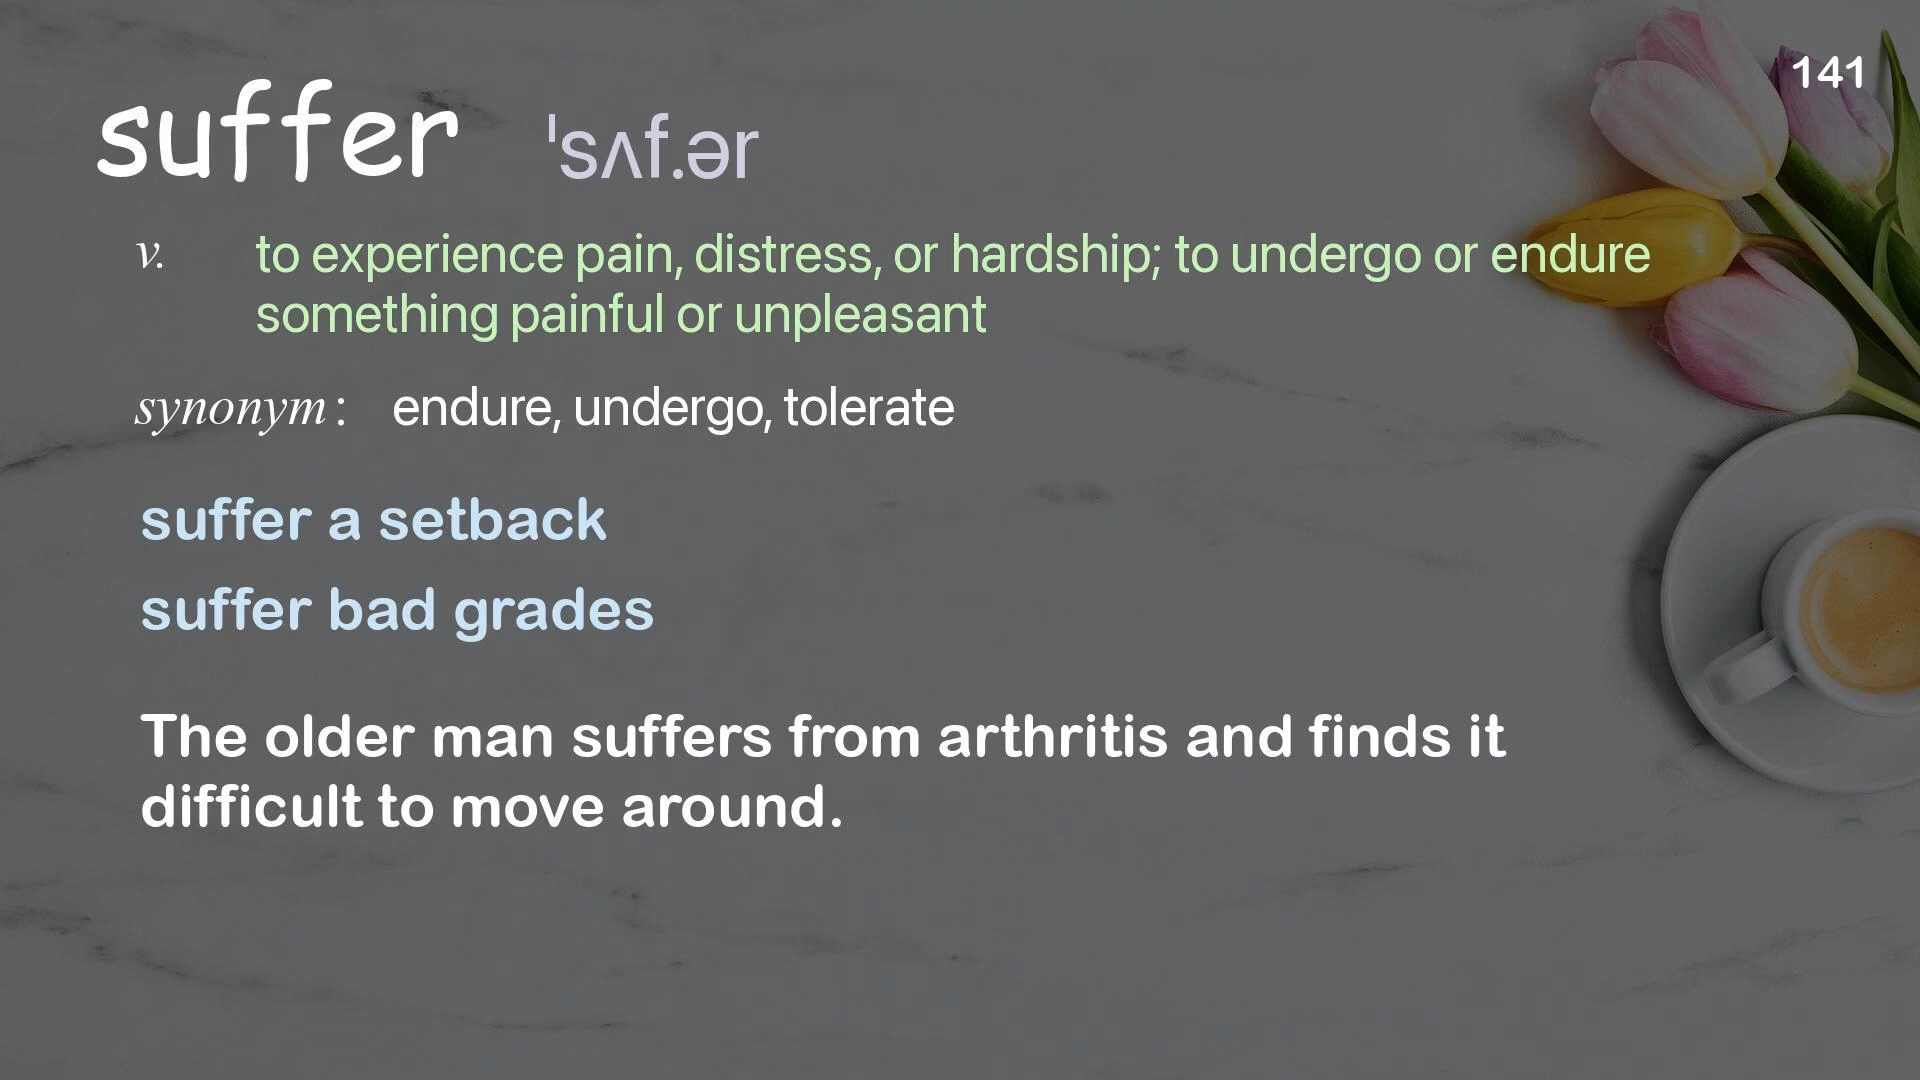 141
suffer ˈsʌf.ər
v. to experience pain, distress, or hardship; to undergo or endure
something painful or unpleasant
synonym: endure, undergo, tolerate
suffer a setback
suffer bad grades
The older man suffers from arthritis and finds it
difficult to move around.